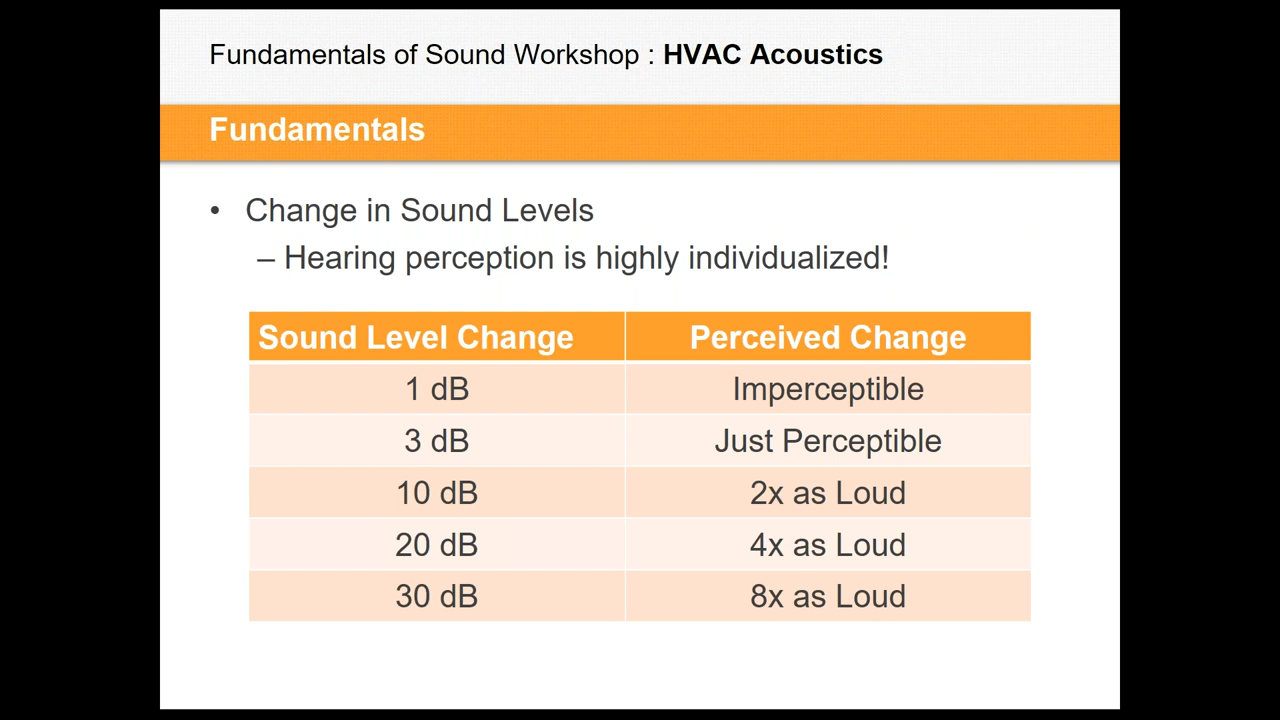 Fundamentals of Sound Workshop : HVAC Acoustics
Fundamentals
• Change in Sound Levels
– Hearing perception is highly individualized!
Sound Level Change Perceived Change
1 dB Imperceptible
3 dB Just Perceptible
10 dB 2x as Loud
20 dB 4x as Loud
30 dB 8x as Loud